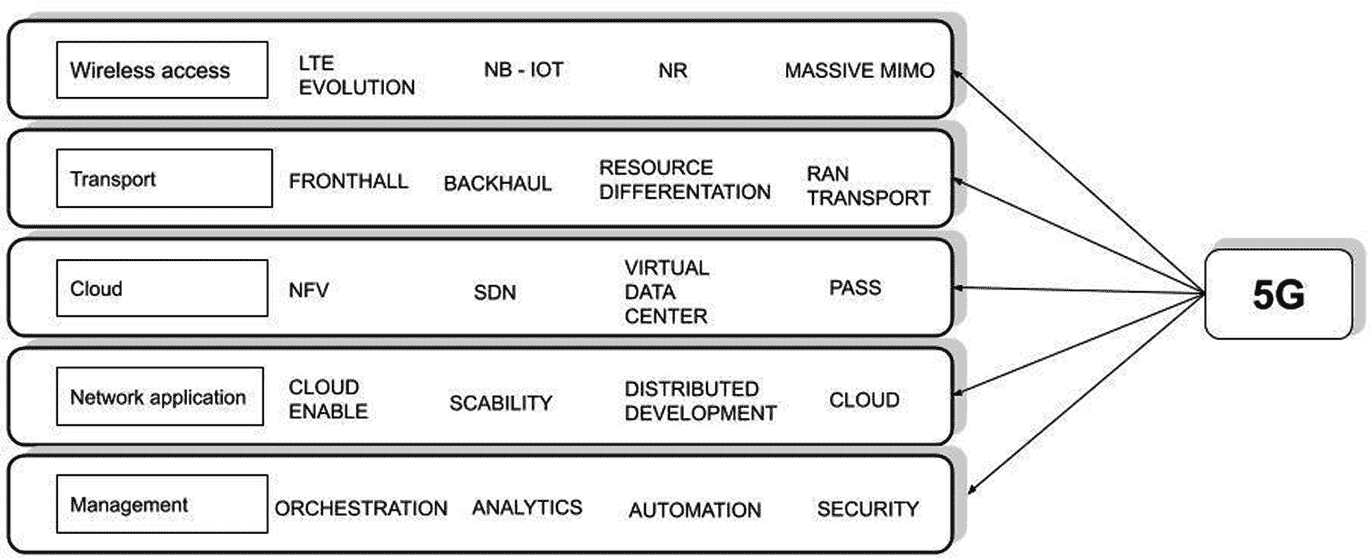 Wireless access
LTE
EVOLUTION
NB - IOT
NR
MASSIVE MIMO
Transport
FRONTHALL
BACKHAUL
RESOURCE
DIFFERENTATION
RAN
TRANSPORT
Cloud
NFV
SDN
VIRTUAL
DATA
CENTER
PASS
Network application
CLOUD
ENABLE
SCABILITY
DISTRIBUTED
DEVELOPMENT
CLOUD
Management
ORCHESTRATION
ANALYTICS
AUTOMATION
SECURITY
5G